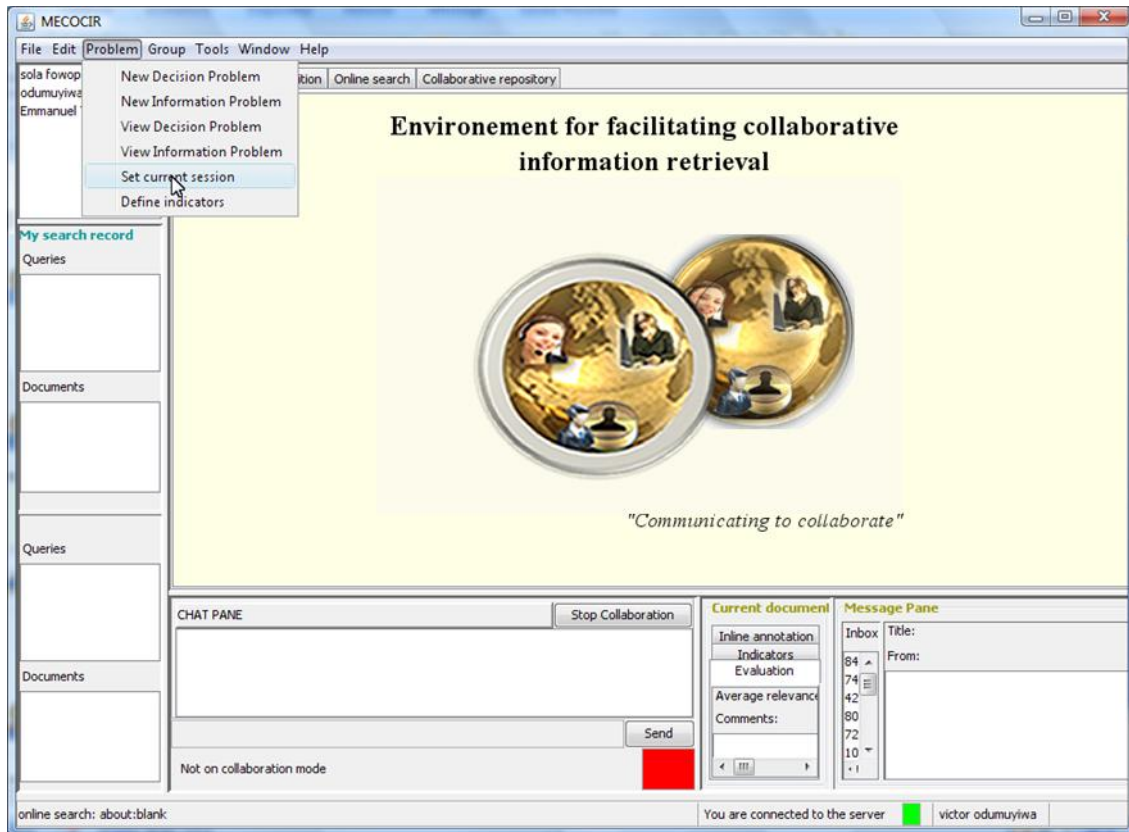 MECOCIR
File Edit Problem Group Tools Window Help
sola fowop
odumuyiwa
Emmanuel
New Decision Problem
New Information Problem
View Decision Problem
View Information Problem
Set current session
Define indicators
ition
Online search
Collaborative repository
Environement for facilitating collaborative
information retrieval
"Communicating to collaborate"
My search record
Queries
Documents
Queries
Documents
CHAT PANE
Stop Collaboration
Send
Not on collaboration mode
Current document
Inline annotation
Indicators
Evaluation
Average relevance
Comments:
Message Pane
Inbox
84
74
42
80
72
10
Title:
From:
online search: about:blank
You are connected to the server
victor odumuyiwa